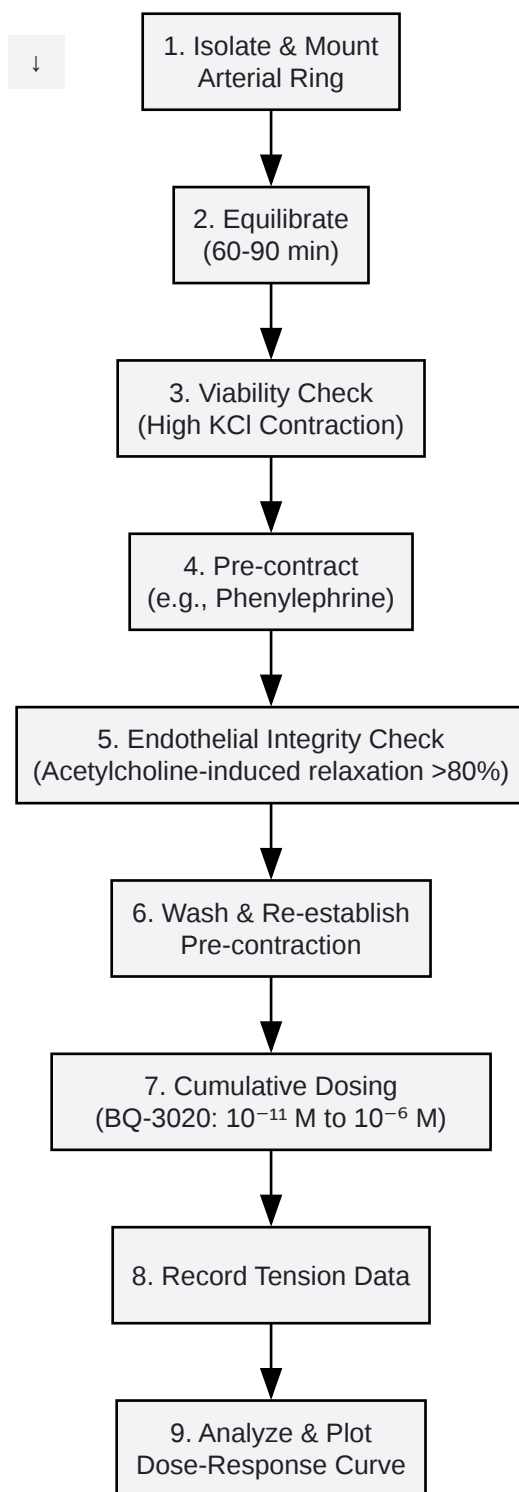 ↓
1. Isolate & Mount
Arterial Ring
2. Equilibrate
(60-90 min)
3. Viability Check
(High KCl Contraction)
4. Pre-contract
(e.g., Phenylephrine)
5. Endothelial Integrity Check
(Acetylcholine-induced relaxation >80%)
6. Wash & Re-establish
Pre-contraction
7. Cumulative Dosing
(BQ-3020: 10⁻¹¹ M to 10⁻⁶ M)
8. Record Tension Data
9. Analyze & Plot
Dose-Response Curve